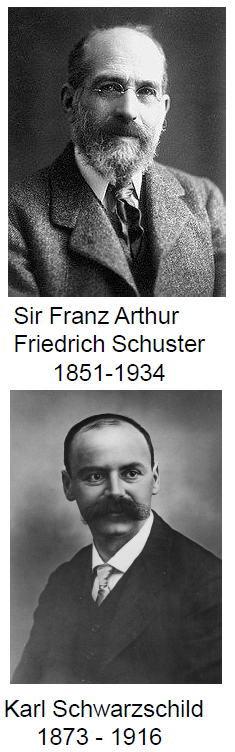 Sir Franz Arthur
Friedrich Schuster
1851-1934
Karl Schwarzschild
1873 - 1916